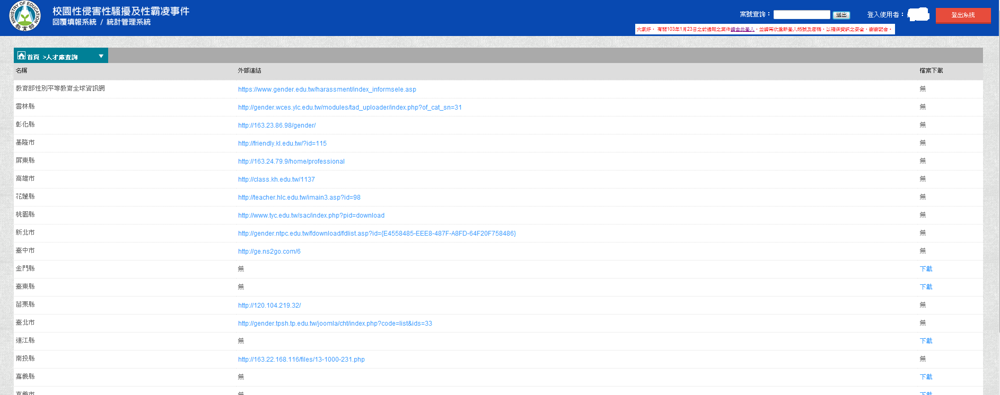 MINISTRY OF EDUCATION
教育部
校園性侵害性騷擾及性霸凌事件
回覆填報系統 / 統計管理系統
案號查詢： 送出 登入使用者： 登出系統
大家好， 有關103年1月23日之前通報之案件請由此登入，並請再次重新登入帳號及密碼，以確保資訊之安全，謝謝配合。
首頁 >人才庫查詢
名稱 外部連結 檔案下載
教育部性別平等教育全球資訊網 https://www.gender.edu.tw/harassment/index_informsele.asp 無
雲林縣 http://gender.wces.ylc.edu.tw/modules/tad_uploader/index.php?of_cat_sn=31 無
彰化縣 http://163.23.86.98/gender/ 無
基隆市 http://friendly.kl.edu.tw/?id=115 無
屏東縣 http://163.24.79.9/home/professional 無
高雄市 http://class.kh.edu.tw/1137 無
花蓮縣 http://teacher.hlc.edu.tw/imain3.asp?id=98 無
桃園縣 http://www.tyc.edu.tw/sac/index.php?pid=download 無
新北市 http://gender.ntpc.edu.tw/fdownload/fdlist.asp?id={E4558485-EEE8-487F-A8FD-64F20F758486} 無
臺中市 http://ge.ns2go.com/6 無
金門縣 無 下載
臺東縣 無 下載
苗栗縣 http://120.104.219.32/ 無
臺北市 http://gender.tpsh.tp.edu.tw/joomla/cht/index.php?code=list&ids=33 無
連江縣 無 下載
南投縣 http://163.22.168.116/files/13-1000-231.php 無
嘉義縣 無 下載
嘉義市 無 下載